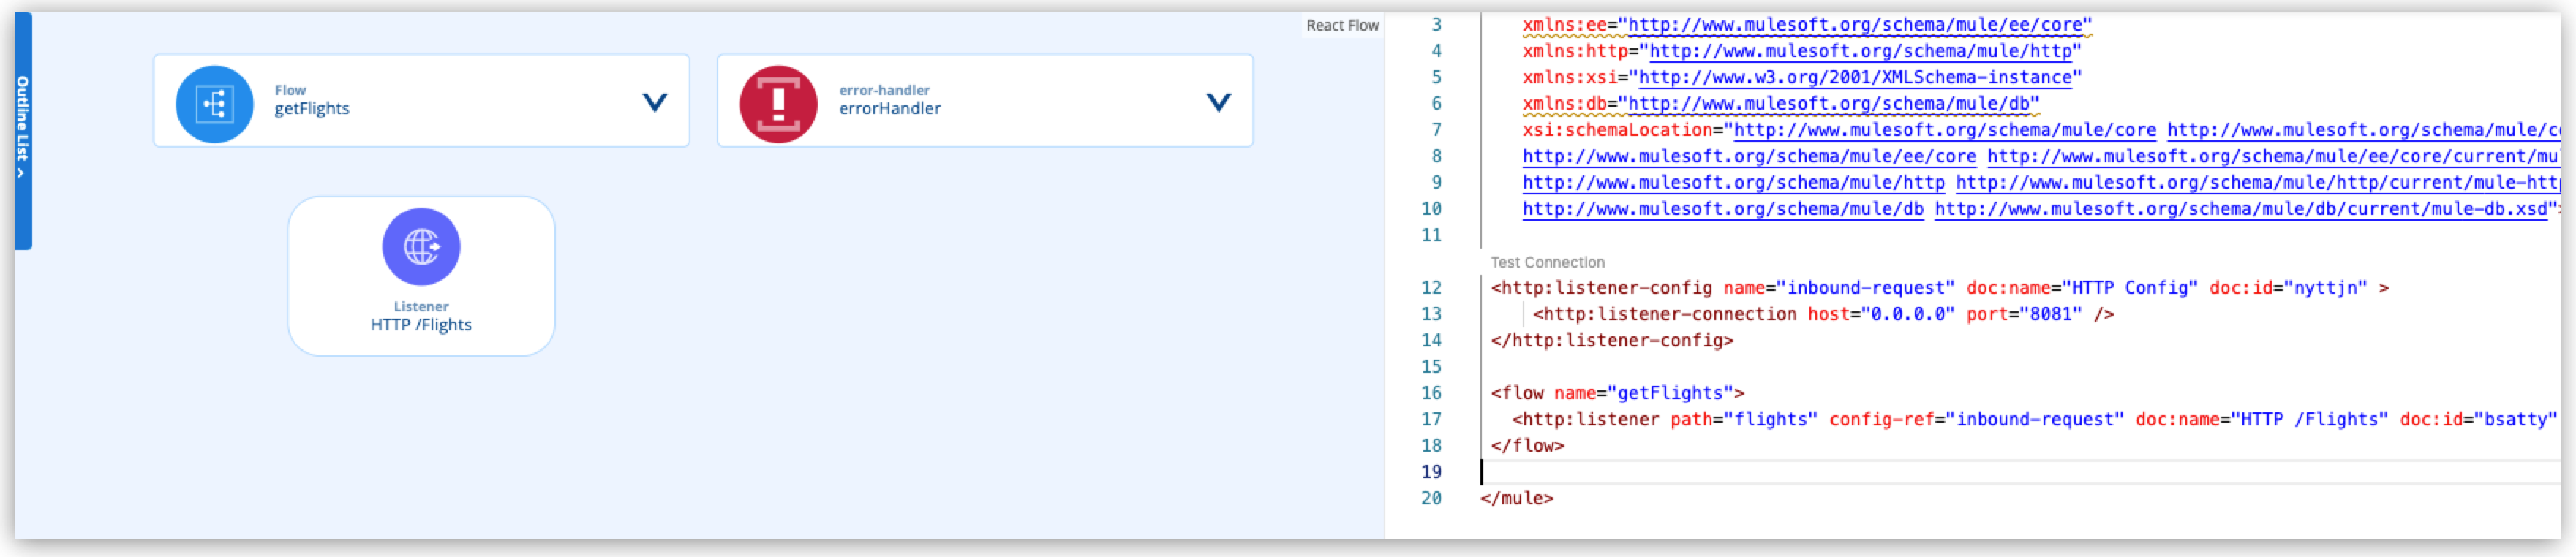 Outline List >
Flow
getFlights
error-handler
errorHandler
React Flow
Listener
HTTP /Flights
3 xmlns:ee="http://www.mulesoft.org/schema/mule/ee/core"
4 xmlns:http="http://www.mulesoft.org/schema/mule/http"
5 xmlns:xsi="http://www.w3.org/2001/XMLSchema-instance"
6 xmlns:db="http://www.mulesoft.org/schema/mule/db"
7 xsi:schemaLocation="http://www.mulesoft.org/schema/mule/core http://www.mulesoft.org/schema/mule/c
8 http://www.mulesoft.org/schema/mule/ee/core http://www.mulesoft.org/schema/mule/ee/core/current/mu
9 http://www.mulesoft.org/schema/mule/http http://www.mulesoft.org/schema/mule/http/current/mule-htt
10 http://www.mulesoft.org/schema/mule/db http://www.mulesoft.org/schema/mule/db/current/mule-db.xsd">
11
Test Connection
12 <http:listener-config name="inbound-request" doc:name="HTTP Config" doc:id="nyttjn" >
13 <http:listener-connection host="0.0.0.0" port="8081" />
14 </http:listener-config>
15
16 <flow name="getFlights">
17 <http:listener path="flights" config-ref="inbound-request" doc:name="HTTP /Flights" doc:id="bsatty"
18 </flow>
19
20 </mule>